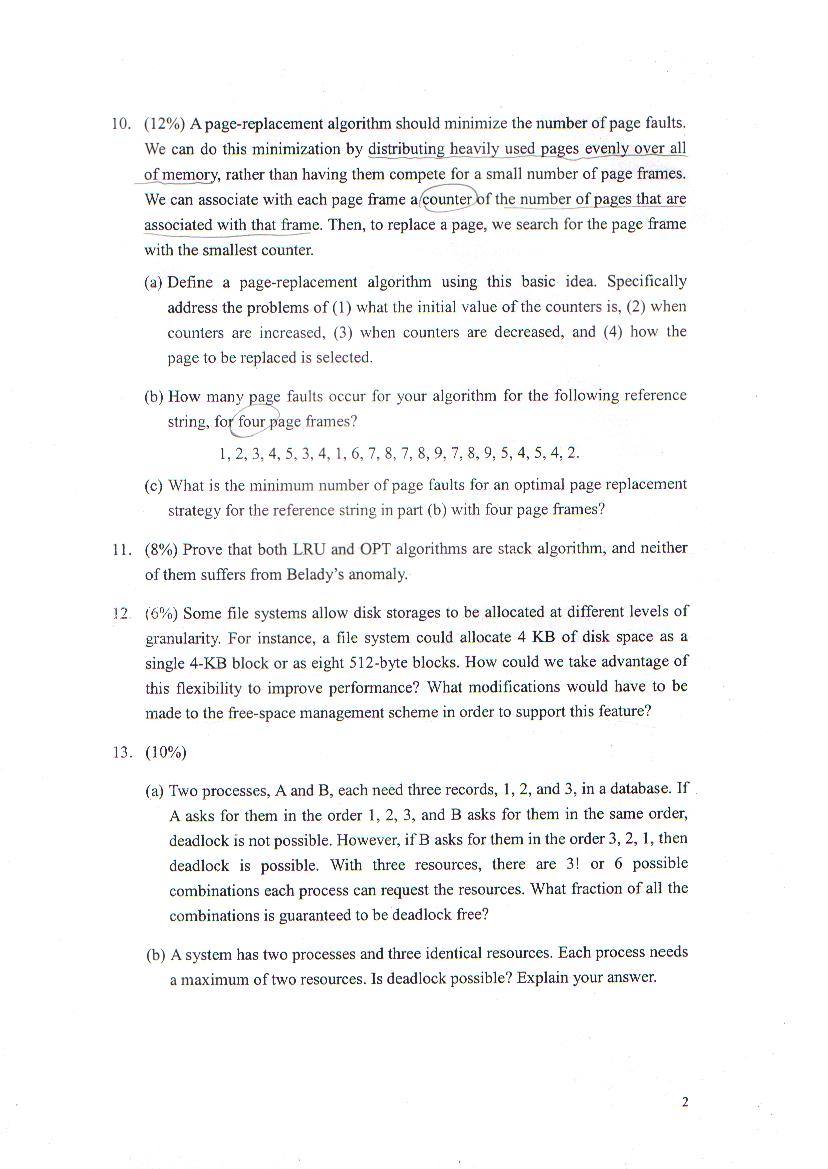 10. (12%) A page-replacement algorithm should minimize the number of page faults.
We can do this minimization by distributing heavily used pages evenly over all
of memory, rather than having them compete for a small number of page frames.
We can associate with each page frame a counter of the number of pages that are
associated with that frame. Then, to replace a page, we search for the page frame
with the smallest counter.
(a) Define a page-replacement algorithm using this basic idea. Specifically
address the problems of (1) what the initial value of the counters is, (2) when
counters are increased, (3) when counters are decreased, and (4) how the
page to be replaced is selected.
(b) How many page faults occur for your algorithm for the following reference
string, for four page frames?
1, 2, 3, 4, 5, 3, 4, 1, 6, 7, 8, 7, 8, 9, 7, 8, 9, 5, 4, 5, 4, 2.
(c) What is the minimum number of page faults for an optimal page replacement
strategy for the reference string in part (b) with four page frames?
11. (8%) Prove that both LRU and OPT algorithms are stack algorithm, and neither
of them suffers from Belady's anomaly.
12. (6%) Some file systems allow disk storages to be allocated at different levels of
granularity. For instance, a file system could allocate 4 KB of disk space as a
single 4-KB block or as eight 512-byte blocks. How could we take advantage of
this flexibility to improve performance? What modifications would have to be
made to the free-space management scheme in order to support this feature?
13. (10%)
(a) Two processes, A and B, each need three records, 1, 2, and 3, in a database. If
A asks for them in the order 1, 2, 3, and B asks for them in the same order,
deadlock is not possible. However, if B asks for them in the order 3, 2, 1, then
deadlock is possible. With three resources, there are 3! or 6 possible
combinations each process can request the resources. What fraction of all the
combinations is guaranteed to be deadlock free?
(b) A system has two processes and three identical resources. Each process needs
a maximum of two resources. Is deadlock possible? Explain your answer.
2